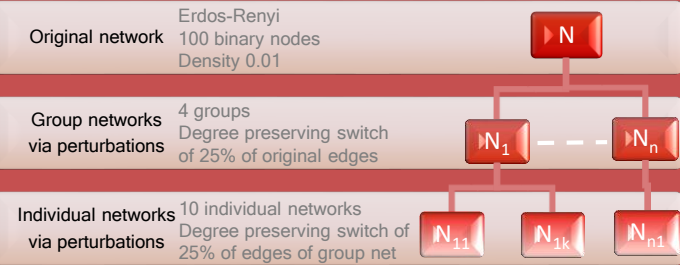 Original network
Erdos-Renyi
100 binary nodes
Density 0.01
N
Group networks
via perturbations
4 groups
Degree preserving switch
of 25% of original edges
N₁
Nₙ
Individual networks
via perturbations
10 individual networks
Degree preserving switch of
25% of edges of group net
N₁₁
N₁ₖ
Nₙ₁